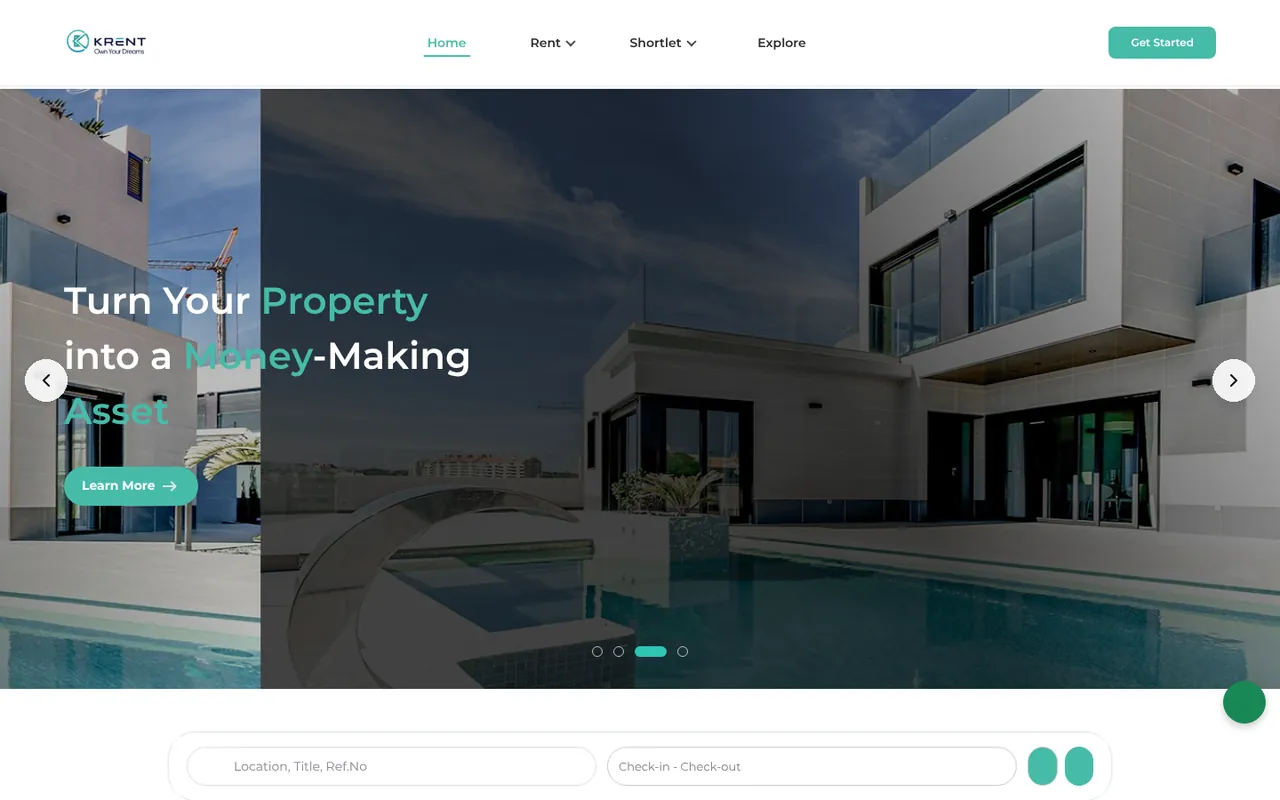 KRENT
Own Your Dreams
Home
Rent
Shortlet
Explore
Get Started
Turn Your Property
into a Money-Making
Asset
Learn More
Location, Title, Ref.No
Check-in - Check-out